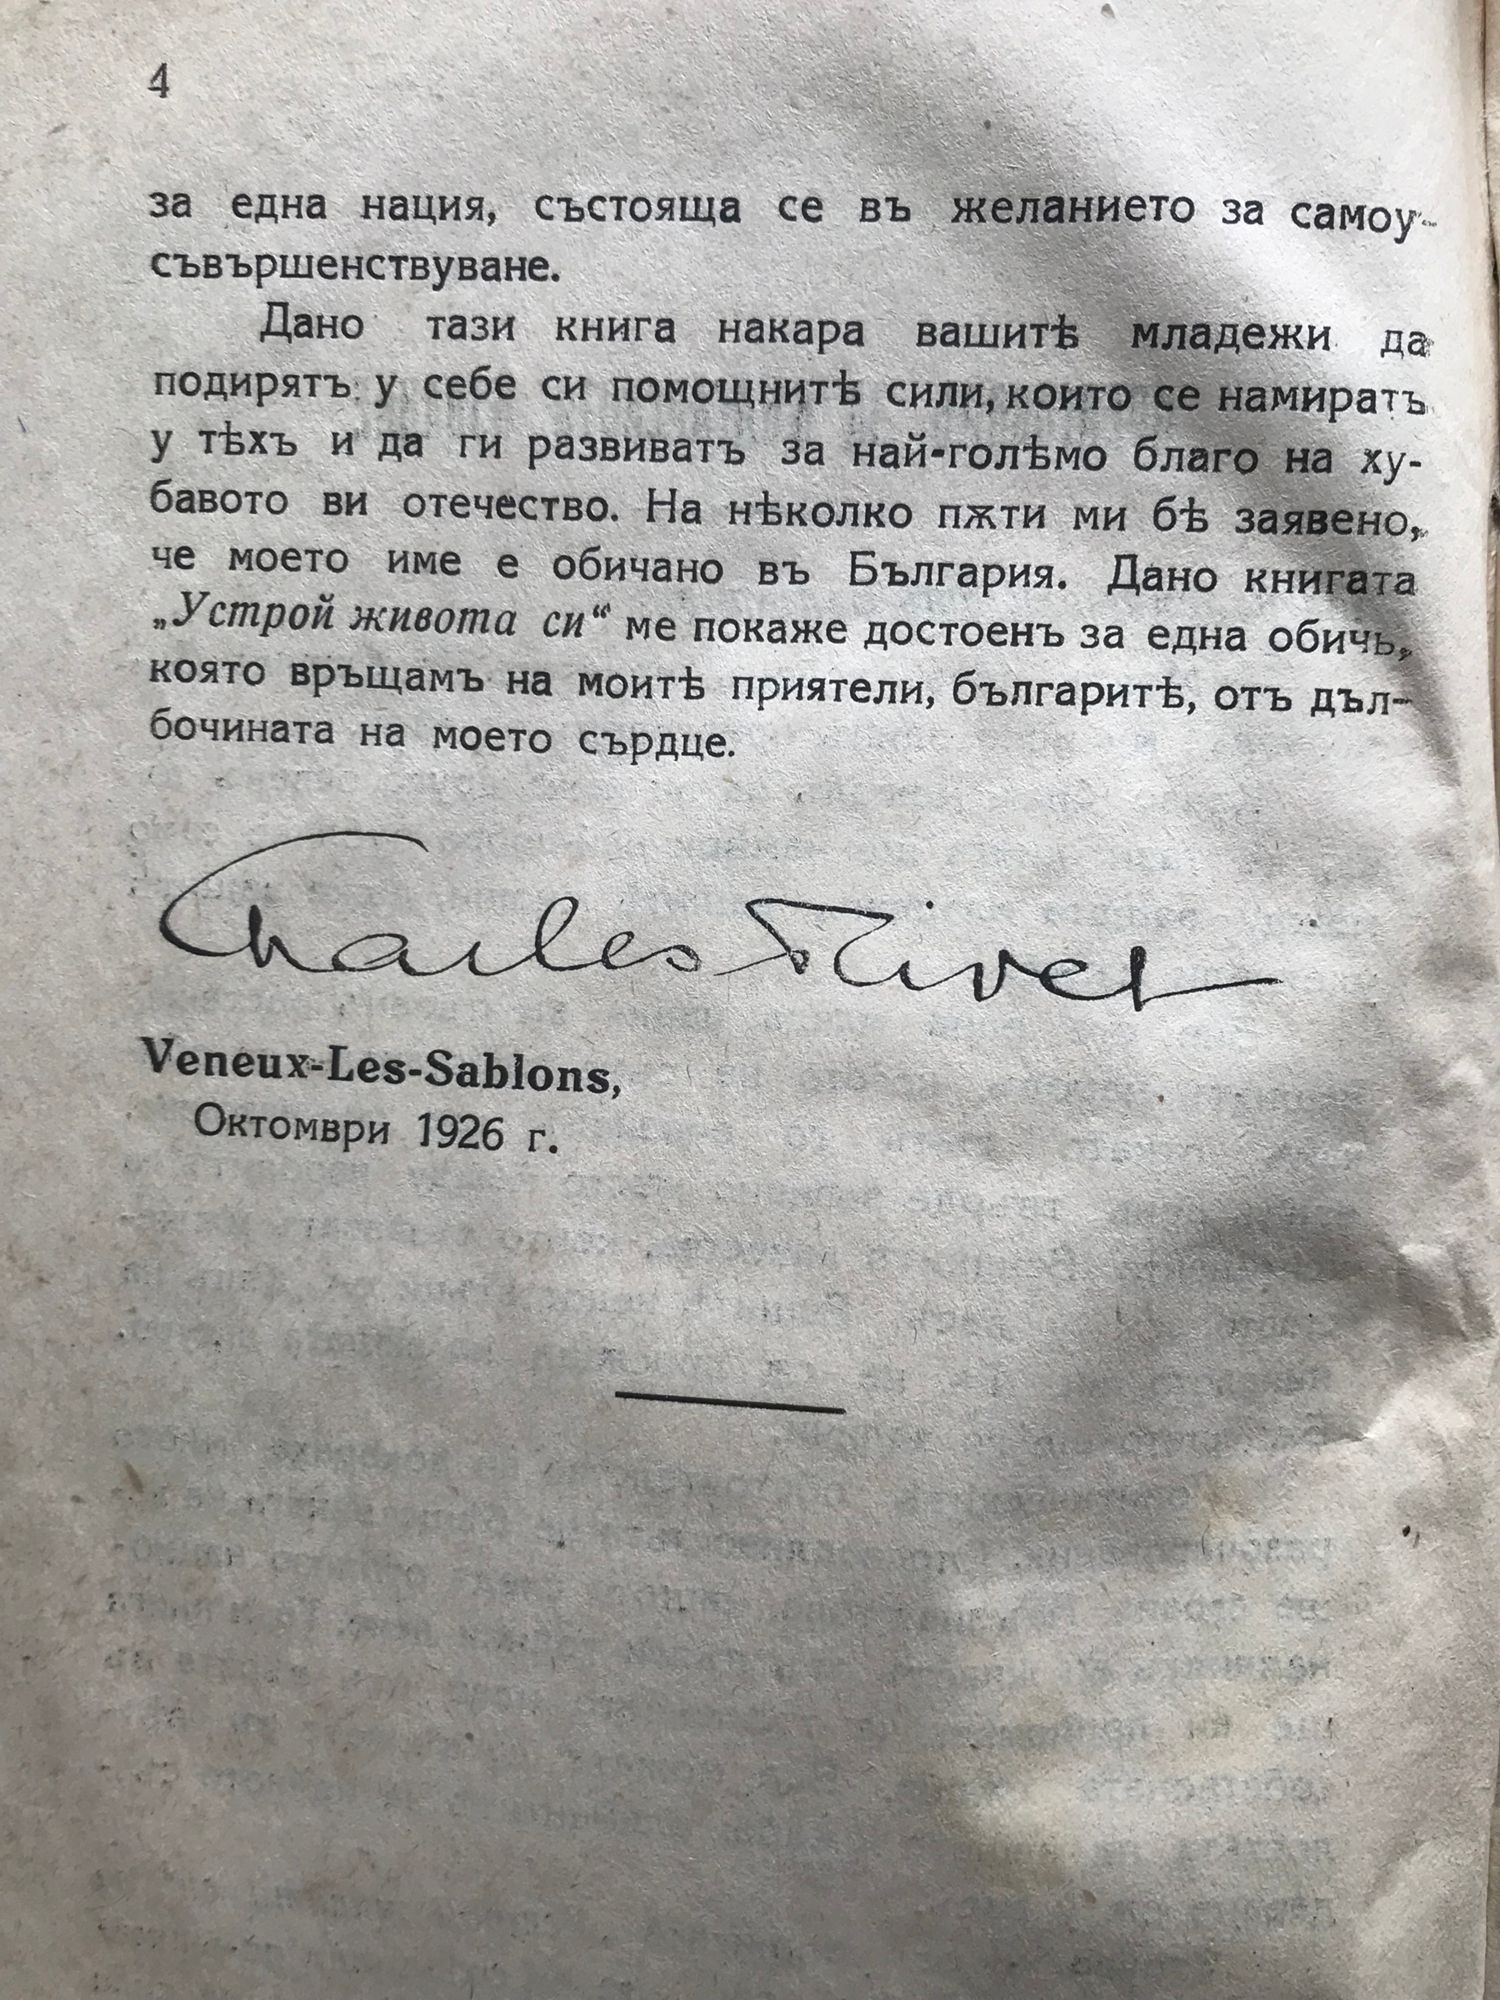 4
за една нация, състояща се въ желанието за самоу-
съвършенствуване.
Дано тази книга накара вашитѣ младежи да
подирятъ у себе си помощнитѣ сили, които се намиратъ
у тѣхъ и да ги развиватъ за най-голѣмо благо на ху-
бавото ви отечество. На нѣколко пѫти ми бѣ заявено,
че моето име е обичано въ България. Дано книгата
„Устрой живота си“ ме покаже достоенъ за една обичь,
която връщамъ на моитѣ приятели, българитѣ, отъ дъл-
бочината на моето сърдце.
Charles Rivet
Veneux-Les-Sablons,
Октомври 1926 г.